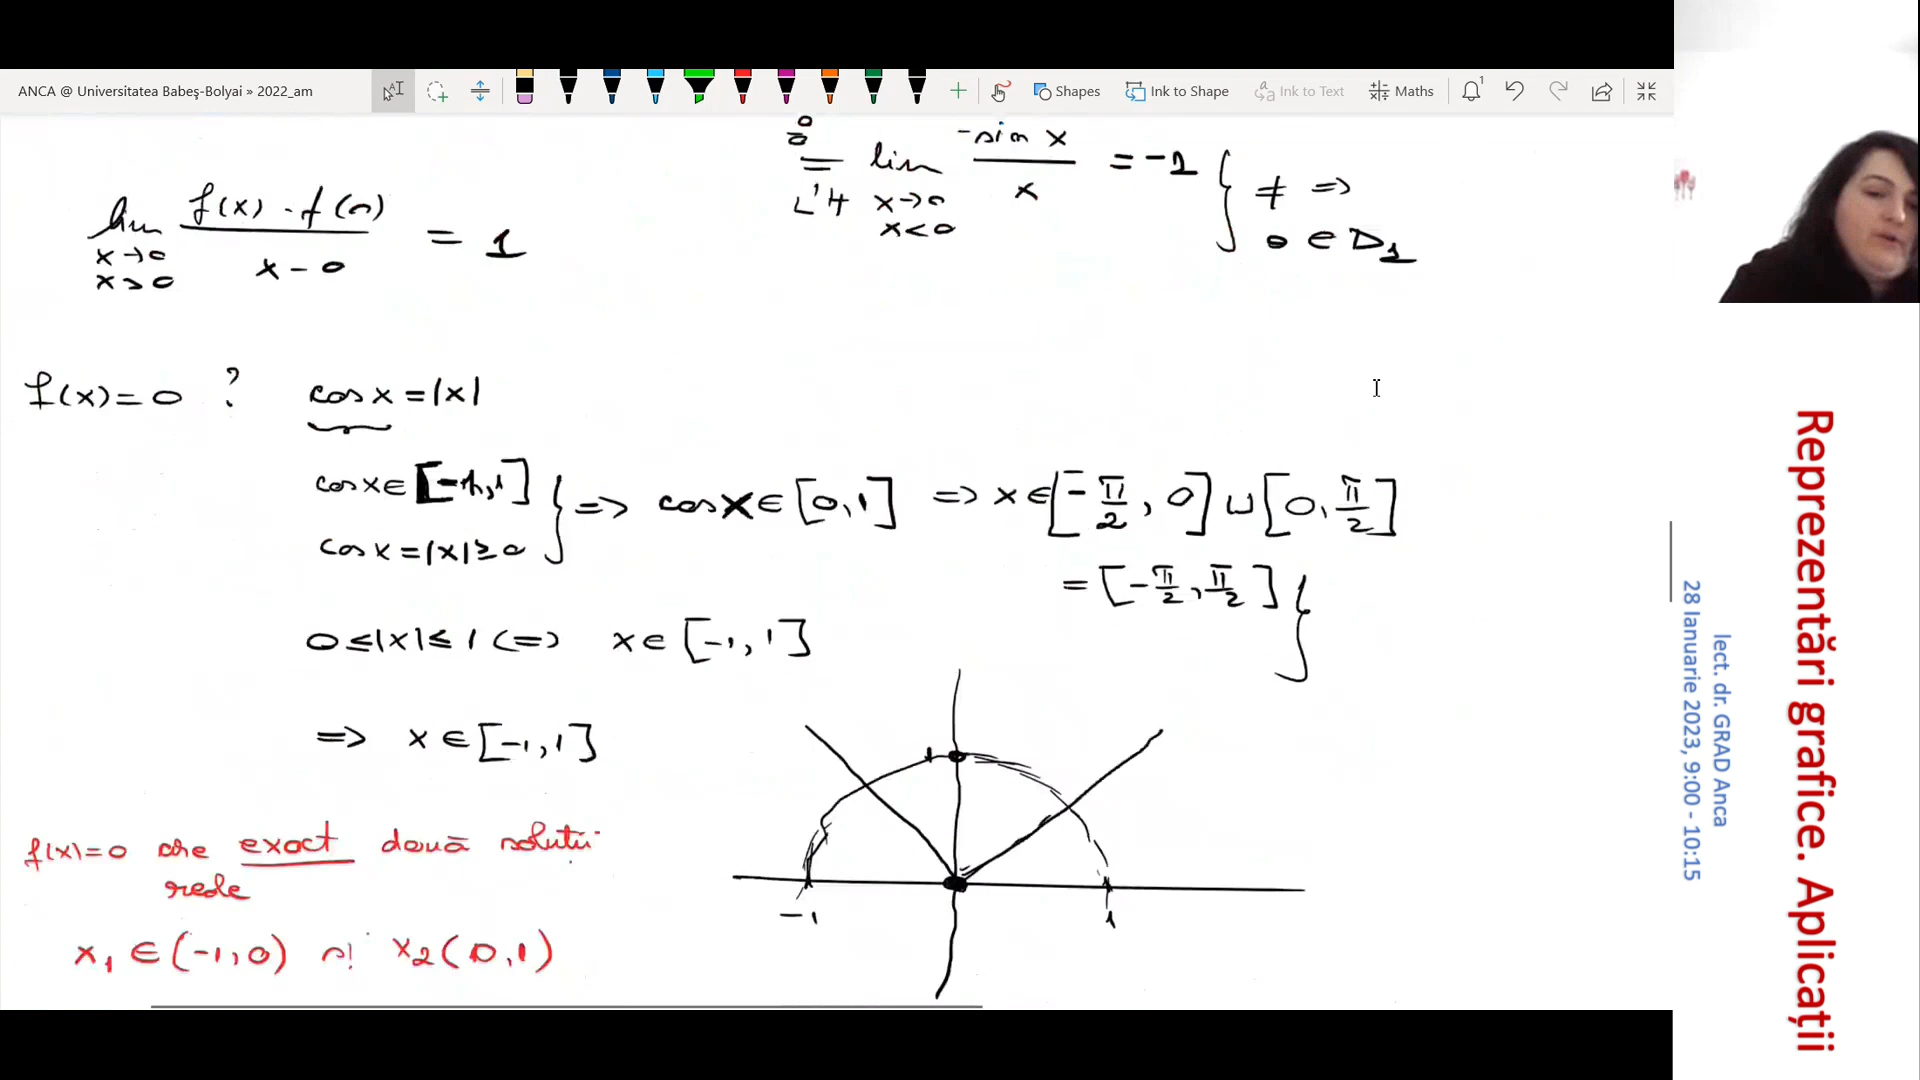 ANCA @ Universitatea Babeş-Bolyai » 2022_am
Shapes Ink to Shape Ink to Text Maths 1
0/0
= lim -sin x / x = -1 } ≠ =>
L'H x→0
x<0
0 ∈ D1
lim f(x) - f(0) / x - 0 = 1
x→0
x>0
f(x)=0 ? cos x = |x|
cos x ∈ [-1,1]
cos x = |x| ≥ 0 } => cos x ∈ [0,1] => x ∈ [-π/2, 0] ∪ [0, π/2]
= [-π/2, π/2] }
0 ≤ |x| ≤ 1 <=> x ∈ [-1, 1]
=> x ∈ [-1, 1]
1
-1 1
f(x)=0 are exact două soluții
reale
x1 ∈ (-1,0) și x2 (0,1)
Reprezentări grafice. Aplicații
lect. dr. GRAD Anca
28 Ianuarie 2023, 9:00 - 10:15